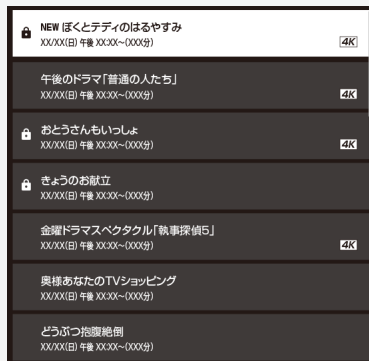 NEW ぼくとテディのはるやすみ
XX/XX(日) 午後 XX:XX～(XXX分)
4K
午後のドラマ「普通の人たち」
XX/XX(日) 午後 XX:XX～(XXX分)
4K
おとうさんもいっしょ
XX/XX(日) 午後 XX:XX～(XXX分)
4K
きょうのお献立
XX/XX(日) 午後 XX:XX～(XXX分)
金曜ドラマスペクタクル「執事探偵5」
XX/XX(日) 午後 XX:XX～(XXX分)
4K
奥様あなたのTVショッピング
XX/XX(日) 午後 XX:XX～(XXX分)
どうぶつ抱腹絶倒
XX/XX(日) 午後 XX:XX～(XXX分)